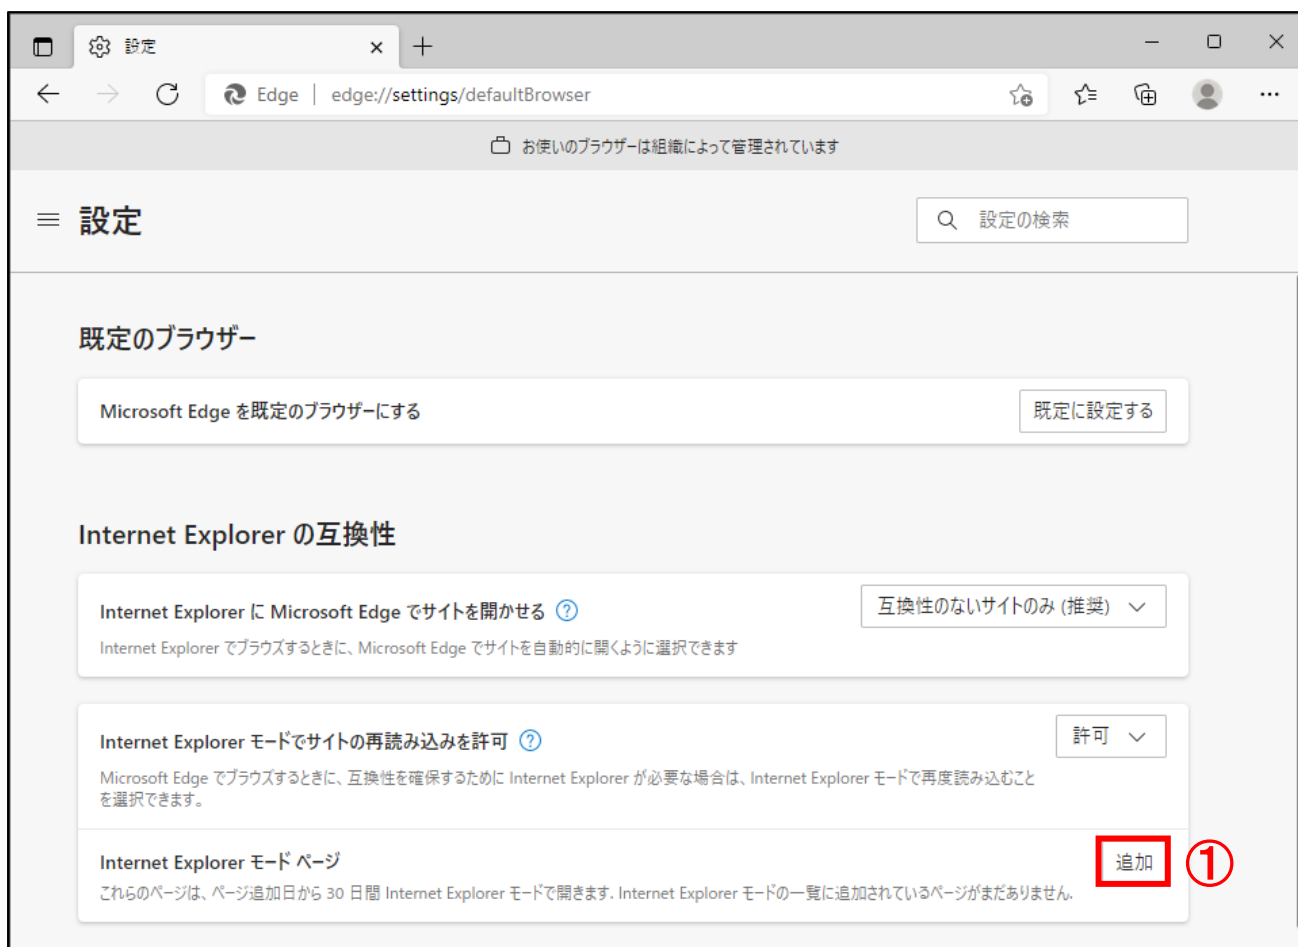 設定
Edge | edge://settings/defaultBrowser
お使いのブラウザーは組織によって管理されています
設定
設定の検索
既定のブラウザー
Microsoft Edge を既定のブラウザーにする
既定に設定する
Internet Explorer の互換性
Internet Explorer に Microsoft Edge でサイトを開かせる ?
互換性のないサイトのみ (推奨)
Internet Explorer でブラウズするときに、Microsoft Edge でサイトを自動的に開くように選択できます
Internet Explorer モードでサイトの再読み込みを許可 ?
許可
Microsoft Edge でブラウズするときに、互換性を確保するために Internet Explorer が必要な場合は、Internet Explorer モードで再度読み込むこと
を選択できます。
Internet Explorer モード ページ
追加
①
これらのページは、ページ追加日から 30 日間 Internet Explorer モードで開きます. Internet Explorer モードの一覧に追加されているページがまだありません.